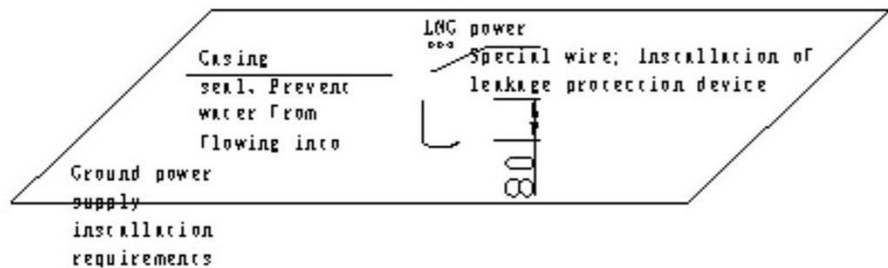 LNG power
Special wire; Installation of
leakage protection device
Casing
seal, Prevent
water from
flowing into
80
Ground power
supply
installation
requirements